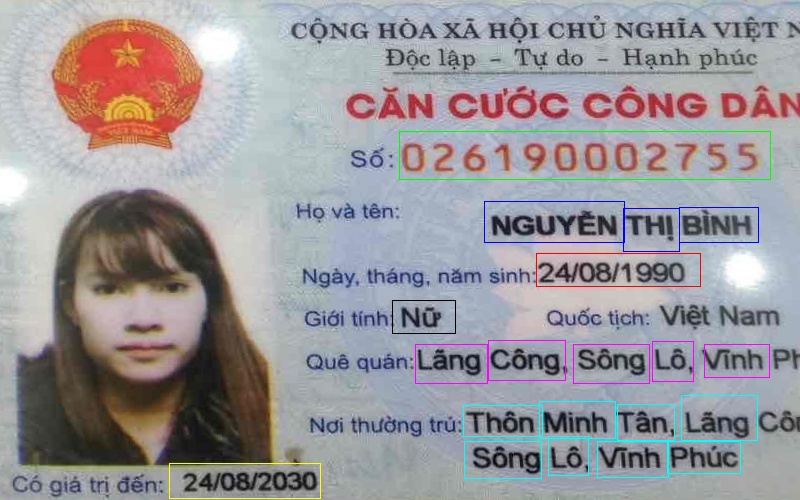 CỘNG HÒA XÃ HỘI CHỦ NGHĨA VIỆT
Độc lập - Tự do - Hạnh phúc
CĂN CƯỚC CÔNG DÂN
Số: 026190002755
Họ và tên: NGUYỄN THỊ BÌNH
Ngày, tháng, năm sinh: 24/08/1990
Giới tính: Nữ Quốc tịch: Việt Nam
Quê quán: Lãng Công, Sông Lô, Vĩnh
Nơi thường trú: Thôn Minh Tân, Lãng
Sông Lô, Vĩnh Phúc
Có giá trị đến: 24/08/2030
VIỆT NAM